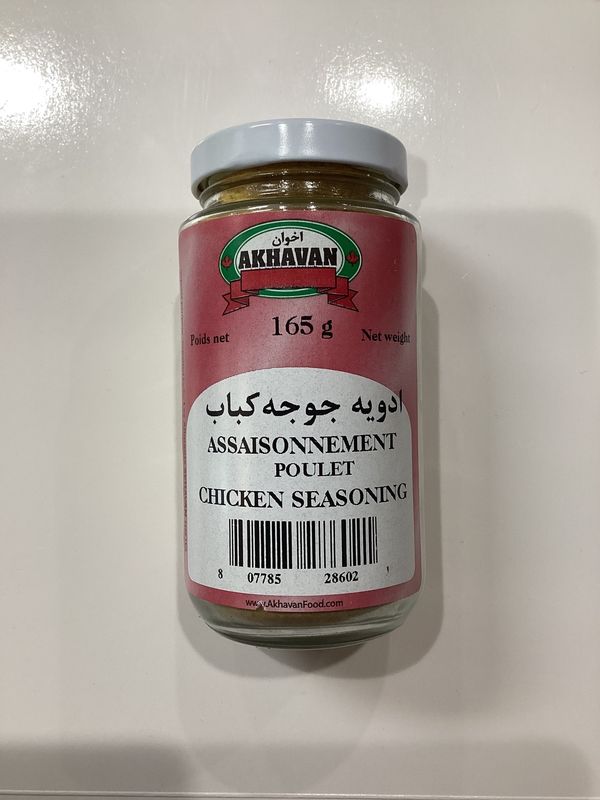 اخوان
AKHAVAN
165 g
Poids net Net weight
ادویه جوجه کباب
ASSAISONNEMENT
POULET
CHICKEN SEASONING
8 07785 28602
www.AkhavanFood.com